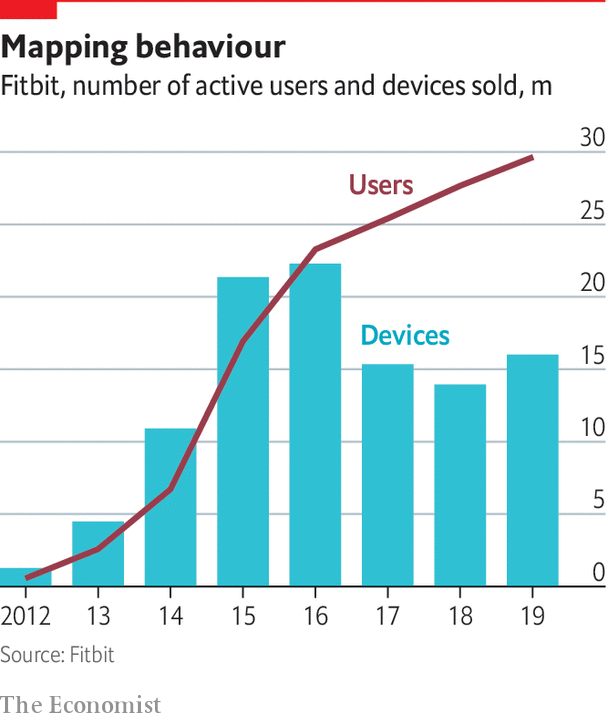 Mapping behaviour
Fitbit, number of active users and devices sold, m
30
Users
25
20
Devices
15
10
5
0
2012 13 14 15 16 17 18 19
Source: Fitbit
The Economist